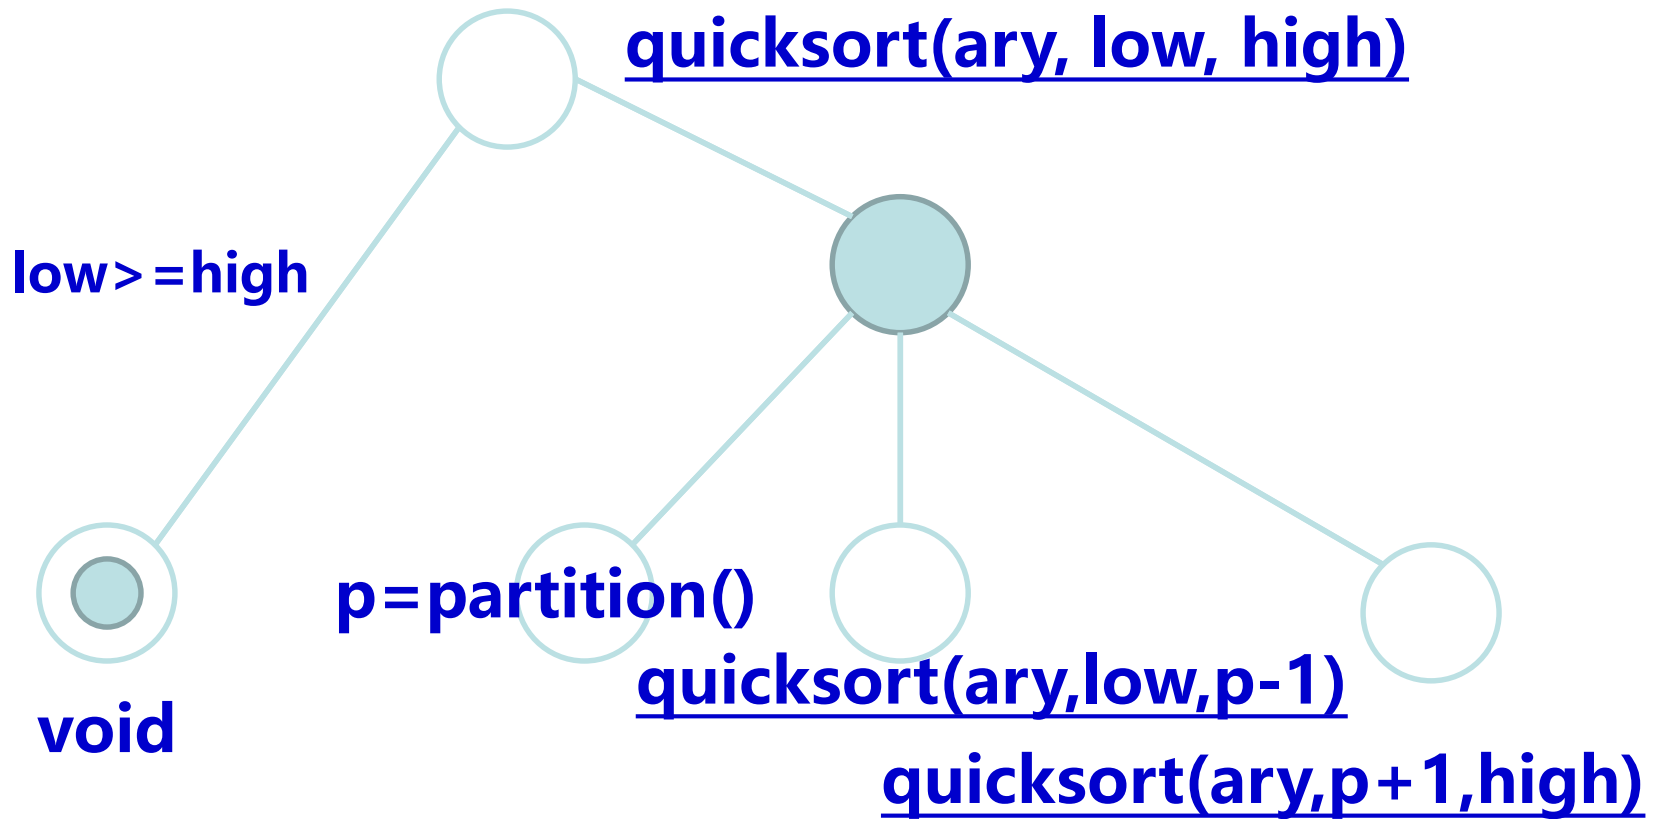 quicksort(ary, low, high)
low>=high
p=partition()
quicksort(ary,low,p-1)
void
quicksort(ary,p+1,high)